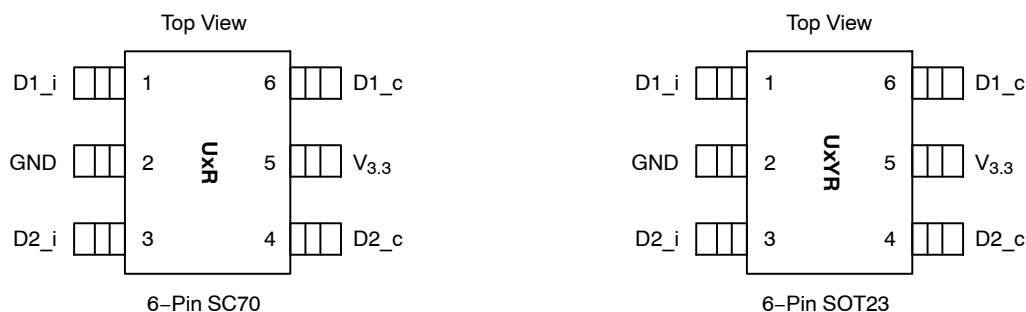 Top View
D1_i 1 6 D1_c
GND 2 UxR 5 V3.3
D2_i 3 4 D2_c
6–Pin SC70
Top View
D1_i 1 6 D1_c
GND 2 UxYR 5 V3.3
D2_i 3 4 D2_c
6–Pin SOT23